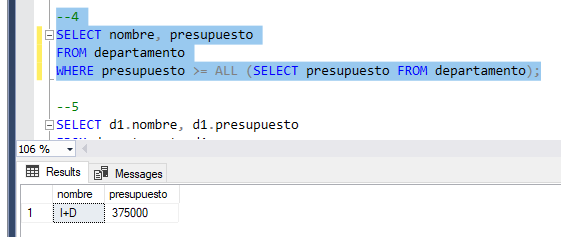 --4
SELECT nombre, presupuesto
FROM departamento
WHERE presupuesto >= ALL (SELECT presupuesto FROM departamento);
--5
SELECT d1.nombre, d1.presupuesto
106 %
Results Messages
nombre presupuesto
1 I+D 375000